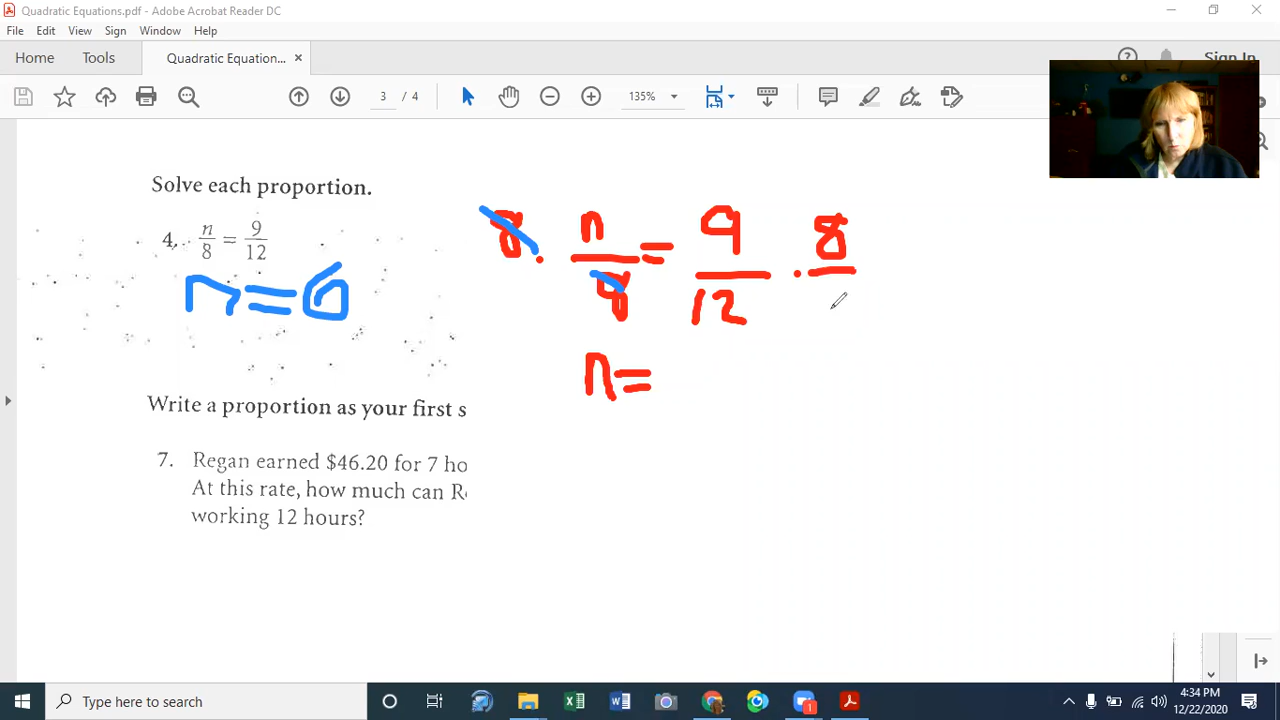 Quadratic Equations.pdf - Adobe Acrobat Reader DC
File Edit View Sign Window Help
Home Tools Quadratic Equation... × Sign In
3 / 4 135%
Solve each proportion.
4. n/8 = 9/12
n=6
8 · n/8 = 9/12 · 8/
n=
Write a proportion as your first s
7. Regan earned $46.20 for 7 ho
At this rate, how much can R
working 12 hours?
Type here to search
1
4:34 PM
12/22/2020